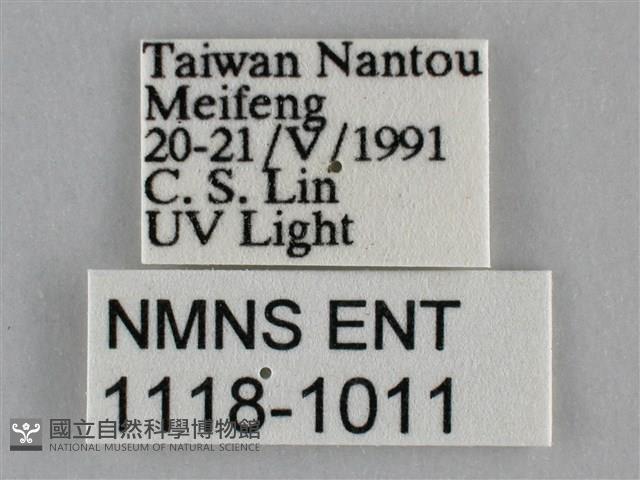 Taiwan Nantou
Meifeng
20-21/V/1991
C. S. Lin
UV Light
NMNS ENT
1118-1011
國立自然科學博物館
NATIONAL MUSEUM OF NATURAL SCIENCE